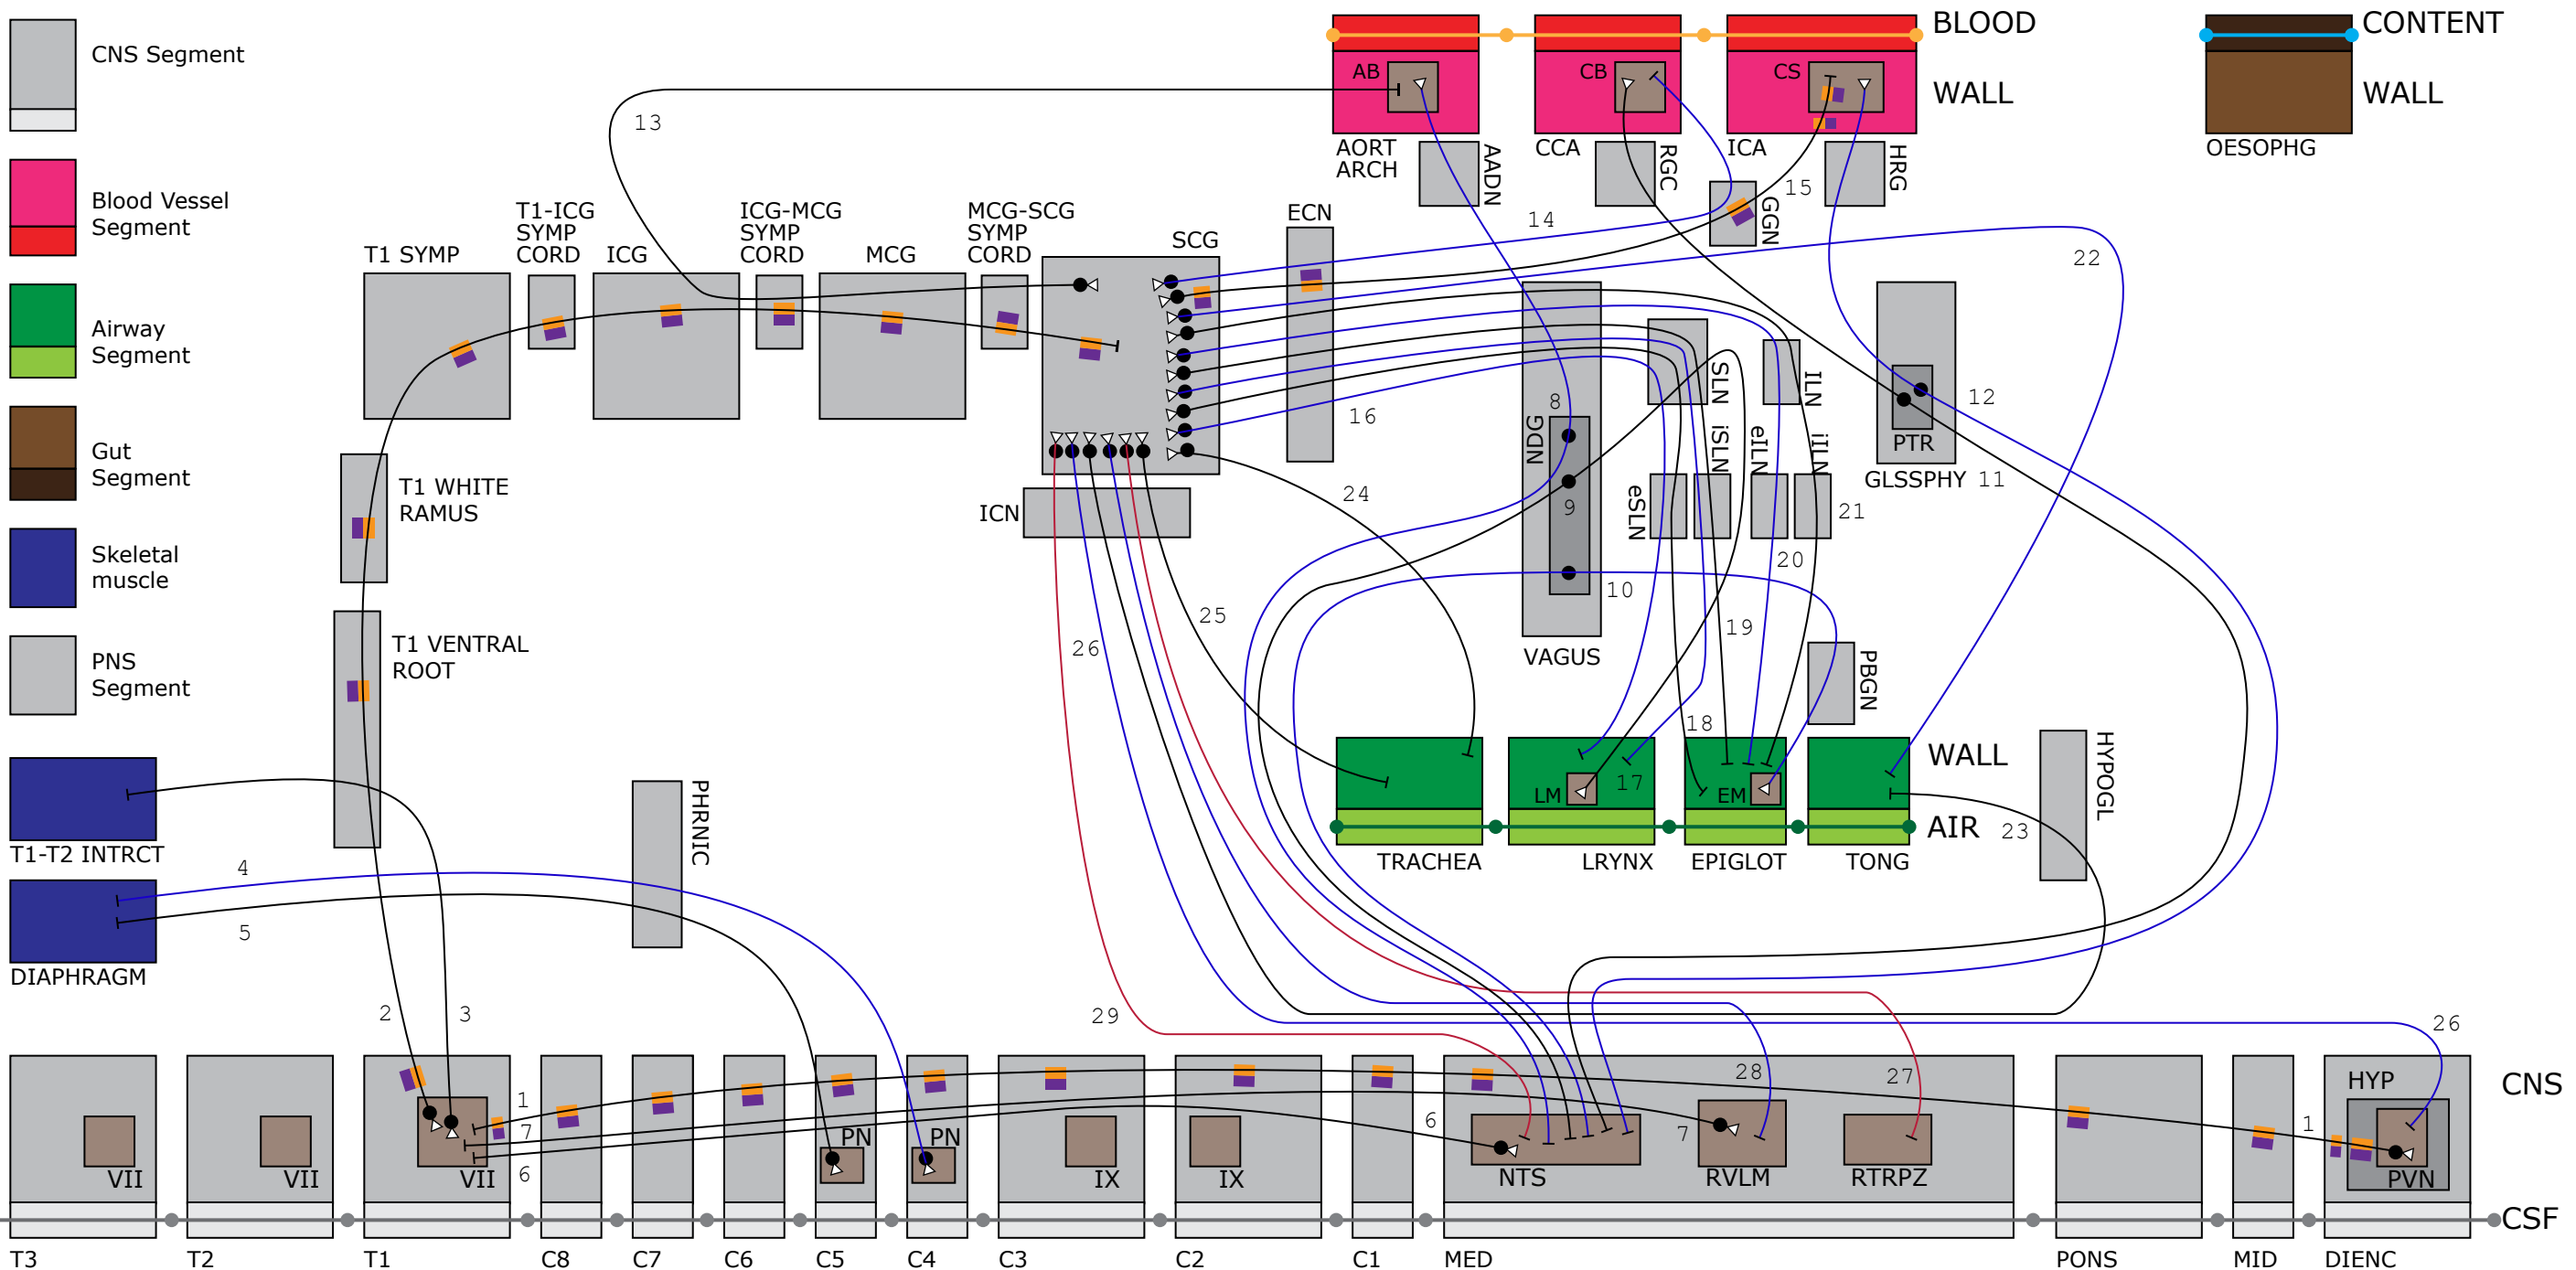 CNS Segment
Blood Vessel
Segment
Airway
Segment
Gut
Segment
Skeletal
muscle
PNS
Segment
T1-T2 INTRCT
DIAPHRAGM
BLOOD
WALL
CONTENT
WALL
AB
CB
CS
AORT
ARCH
CCA
ICA
OESOPHG
AADN
RGC
GGN
HRG
13
14
15
22
T1 SYMP
T1-ICG
SYMP
CORD
ICG
ICG-MCG
SYMP
CORD
MCG
MCG-SCG
SYMP
CORD
SCG
ECN
ICN
T1 WHITE
RAMUS
T1 VENTRAL
ROOT
16
24
25
26
8
NDG
9
10
VAGUS
SLN
ILN
eSLN
iSLN
eILN
iILN
21
20
19
18
PTR
GLSSPHY
12
11
PBGN
HYPOGL
WALL
AIR
LM
17
EM
23
TRACHEA
LRYNX
EPIGLOT
TONG
PHRNIC
4
5
2
3
29
26
28
27
1
7
6
6
7
1
VII
VII
VII
PN
PN
IX
IX
NTS
RVLM
RTRPZ
HYP
PVN
CNS
CSF
T3
T2
T1
C8
C7
C6
C5
C4
C3
C2
C1
MED
PONS
MID
DIENC